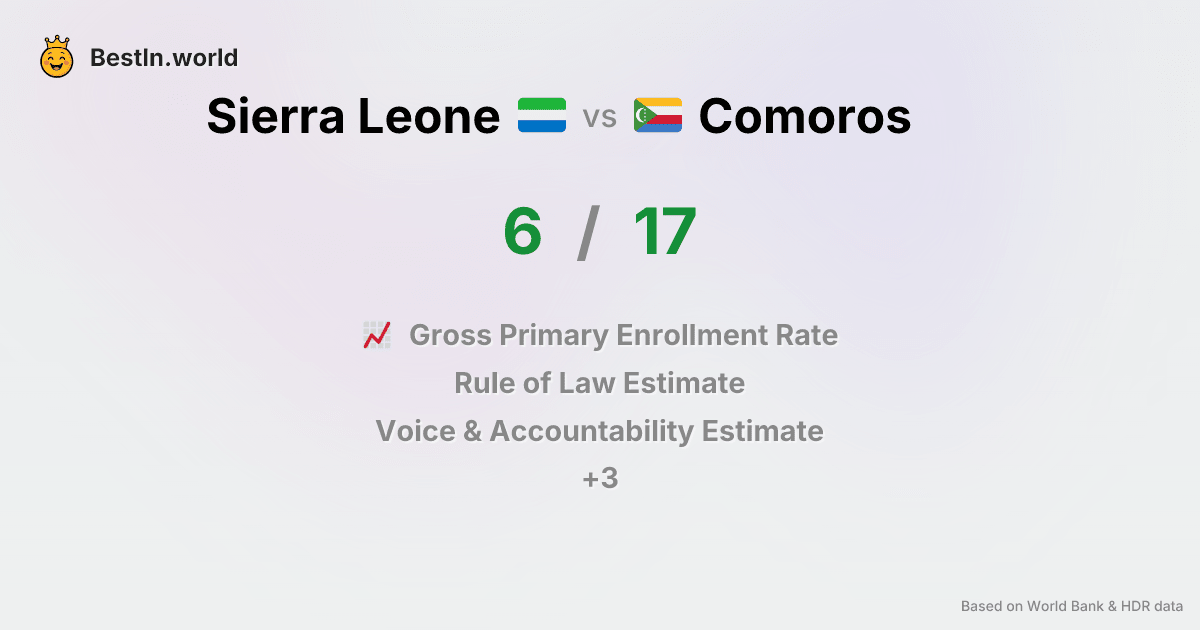 BestIn.world
Sierra Leone vs Comoros
6 / 17
Gross Primary Enrollment Rate
Rule of Law Estimate
Voice & Accountability Estimate
+3
Based on World Bank & HDR data